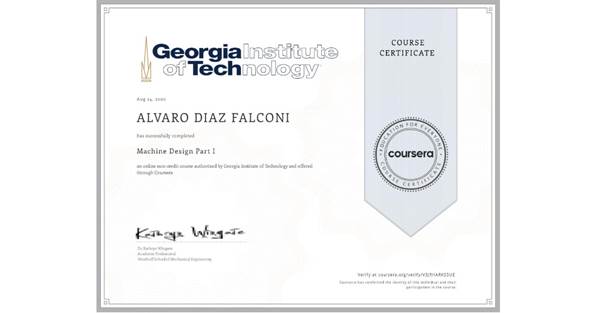 Georgia Institute
of Technology
COURSE
CERTIFICATE
Aug 24, 2020
ALVARO DIAZ FALCONI
has successfully completed
Machine Design Part I
an online non-credit course authorized by Georgia Institute of Technology and offered
through Coursera
EDUCATION FOR EVERYONE
coursera
COURSE CERTIFICATE
Kathryn Wingate
Dr. Kathryn Wingate
Academic Professional
Woodruff School of Mechanical Engineering
Verify at coursera.org/verify/
Coursera has confirmed the identity of this individual and their
participation in the course.